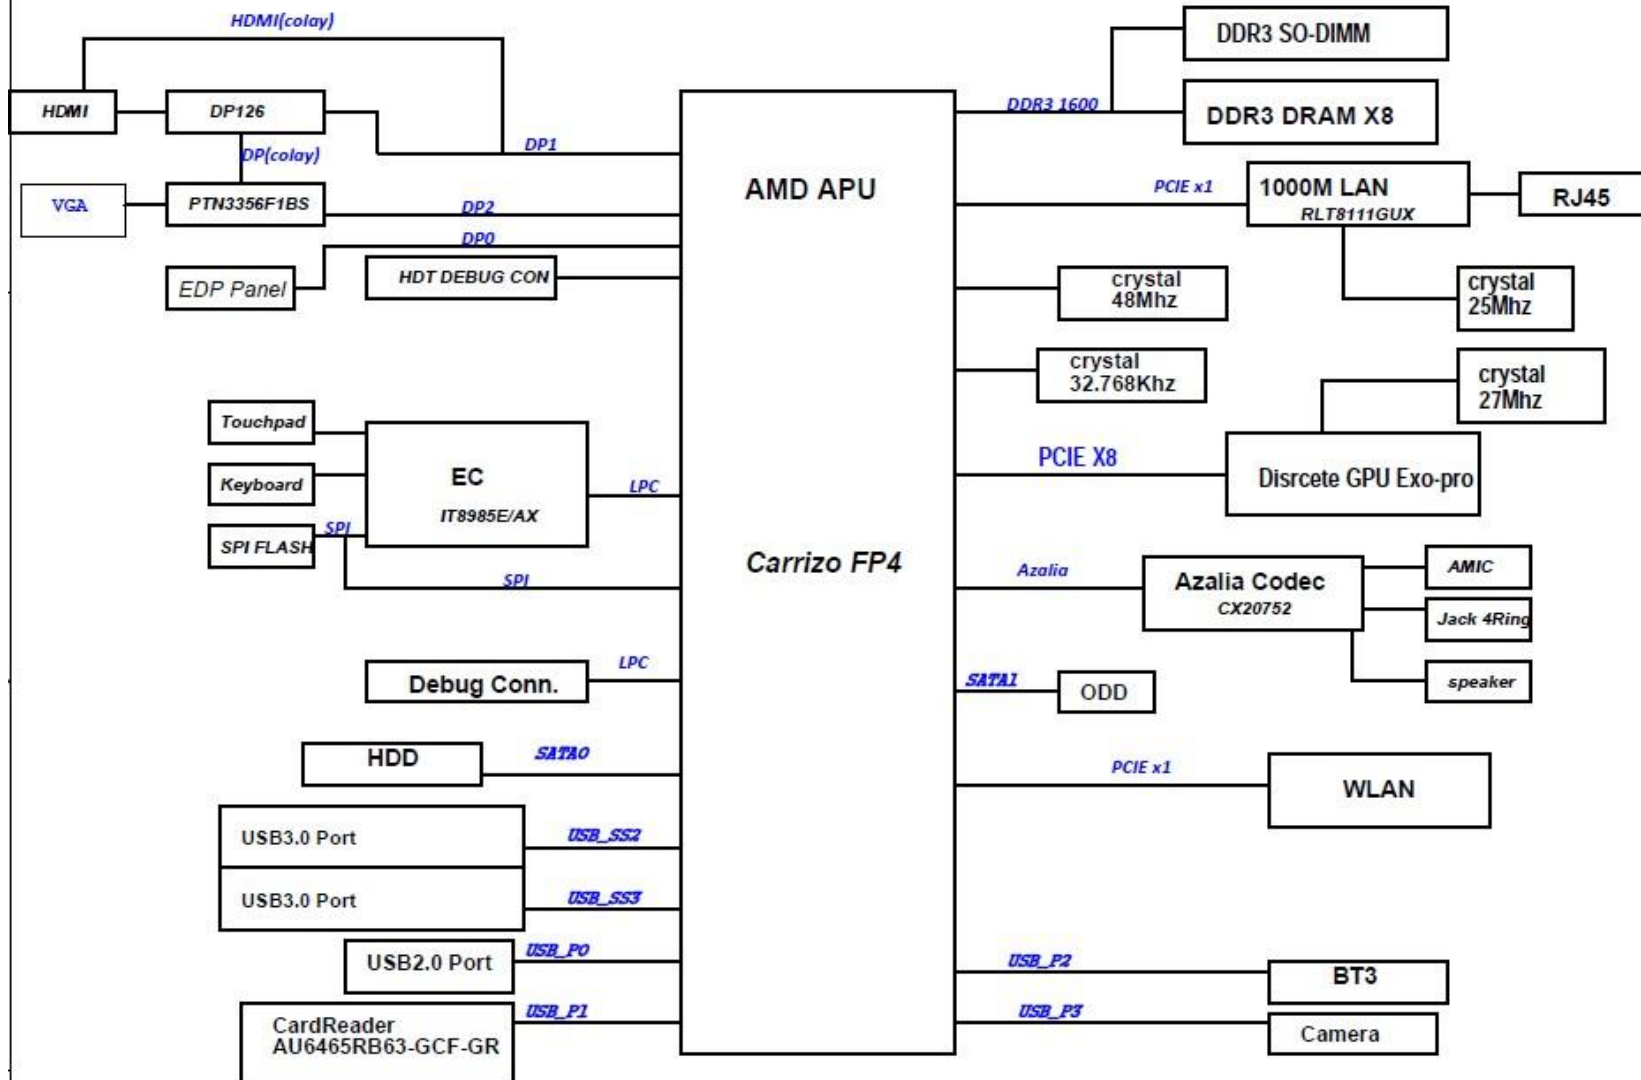 HDMI(colay)
DDR3 SO-DIMM
HDMI
DP126
DDR3 1600
DDR3 DRAM X8
DP1
DP(colay)
AMD APU
PCIE x1
1000M LAN
RLT8111GUX
RJ45
VGA
PTN3356F1BS
DP2
DP0
EDP Panel
HDT DEBUG CON
crystal
48Mhz
crystal
25Mhz
crystal
32.768Khz
crystal
27Mhz
Touchpad
EC
IT8985E/AX
Keyboard
LPC
PCIE X8
Disrcete GPU Exo-pro
SPI FLASH
SPI
SPI
Carrizo FP4
Azalia
Azalia Codec
CX20752
AMIC
Jack 4Ring
speaker
Debug Conn.
LPC
SATA1
ODD
HDD
SATA0
PCIE x1
WLAN
USB3.0 Port
USB_SS2
USB3.0 Port
USB_SS3
USB2.0 Port
USB_P0
USB_P2
BT3
CardReader
AU6465RB63-GCF-GR
USB_P1
USB_P3
Camera